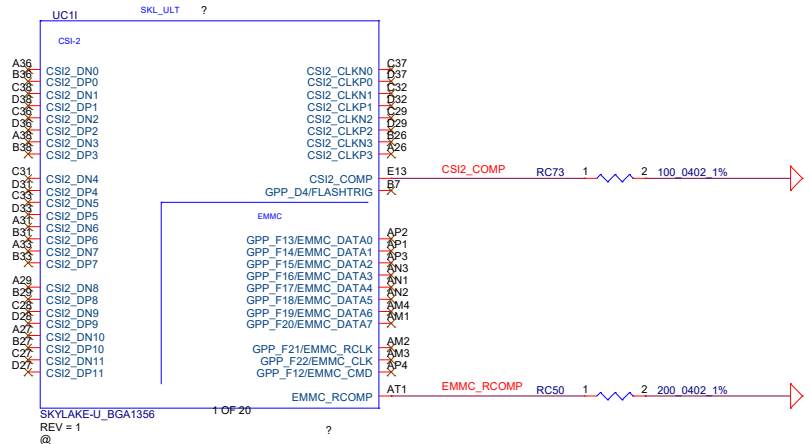 UC1I SKL_ULT ?
CSI-2
A36 CSI2_DN0 CSI2_CLKN0 C37
B36 CSI2_DP0 CSI2_CLKP0 D37
C38 CSI2_DN1 CSI2_CLKN1 C32
D38 CSI2_DP1 CSI2_CLKP1 D32
C36 CSI2_DN2 CSI2_CLKN2 C29
D36 CSI2_DP2 CSI2_CLKP2 D29
A38 CSI2_DN3 CSI2_CLKN3 B26
B38 CSI2_DP3 CSI2_CLKP3 A26
C31 CSI2_DN4 CSI2_COMP E13 CSI2_COMP RC73 1 2 100_0402_1%
D31 CSI2_DP4 GPP_D4/FLASHTRIG B7
C33 CSI2_DN5
D33 CSI2_DP5 EMMC
A31 CSI2_DN6
B31 CSI2_DP6 GPP_F13/EMMC_DATA0 AP2
A33 CSI2_DN7 GPP_F14/EMMC_DATA1 AP1
B33 CSI2_DP7 GPP_F15/EMMC_DATA2 AP3
GPP_F16/EMMC_DATA3 AN3
A29 CSI2_DN8 GPP_F17/EMMC_DATA4 AN1
B29 CSI2_DP8 GPP_F18/EMMC_DATA5 AN2
C28 CSI2_DN9 GPP_F19/EMMC_DATA6 AM4
D28 CSI2_DP9 GPP_F20/EMMC_DATA7 AM1
A27 CSI2_DN10
B27 CSI2_DP10 GPP_F21/EMMC_RCLK AM2
C27 CSI2_DN11 GPP_F22/EMMC_CLK AM3
D27 CSI2_DP11 GPP_F12/EMMC_CMD AP4
EMMC_RCOMP AT1 EMMC_RCOMP RC50 1 2 200_0402_1%
SKYLAKE-U_BGA1356 1 OF 20
REV = 1 ?
@